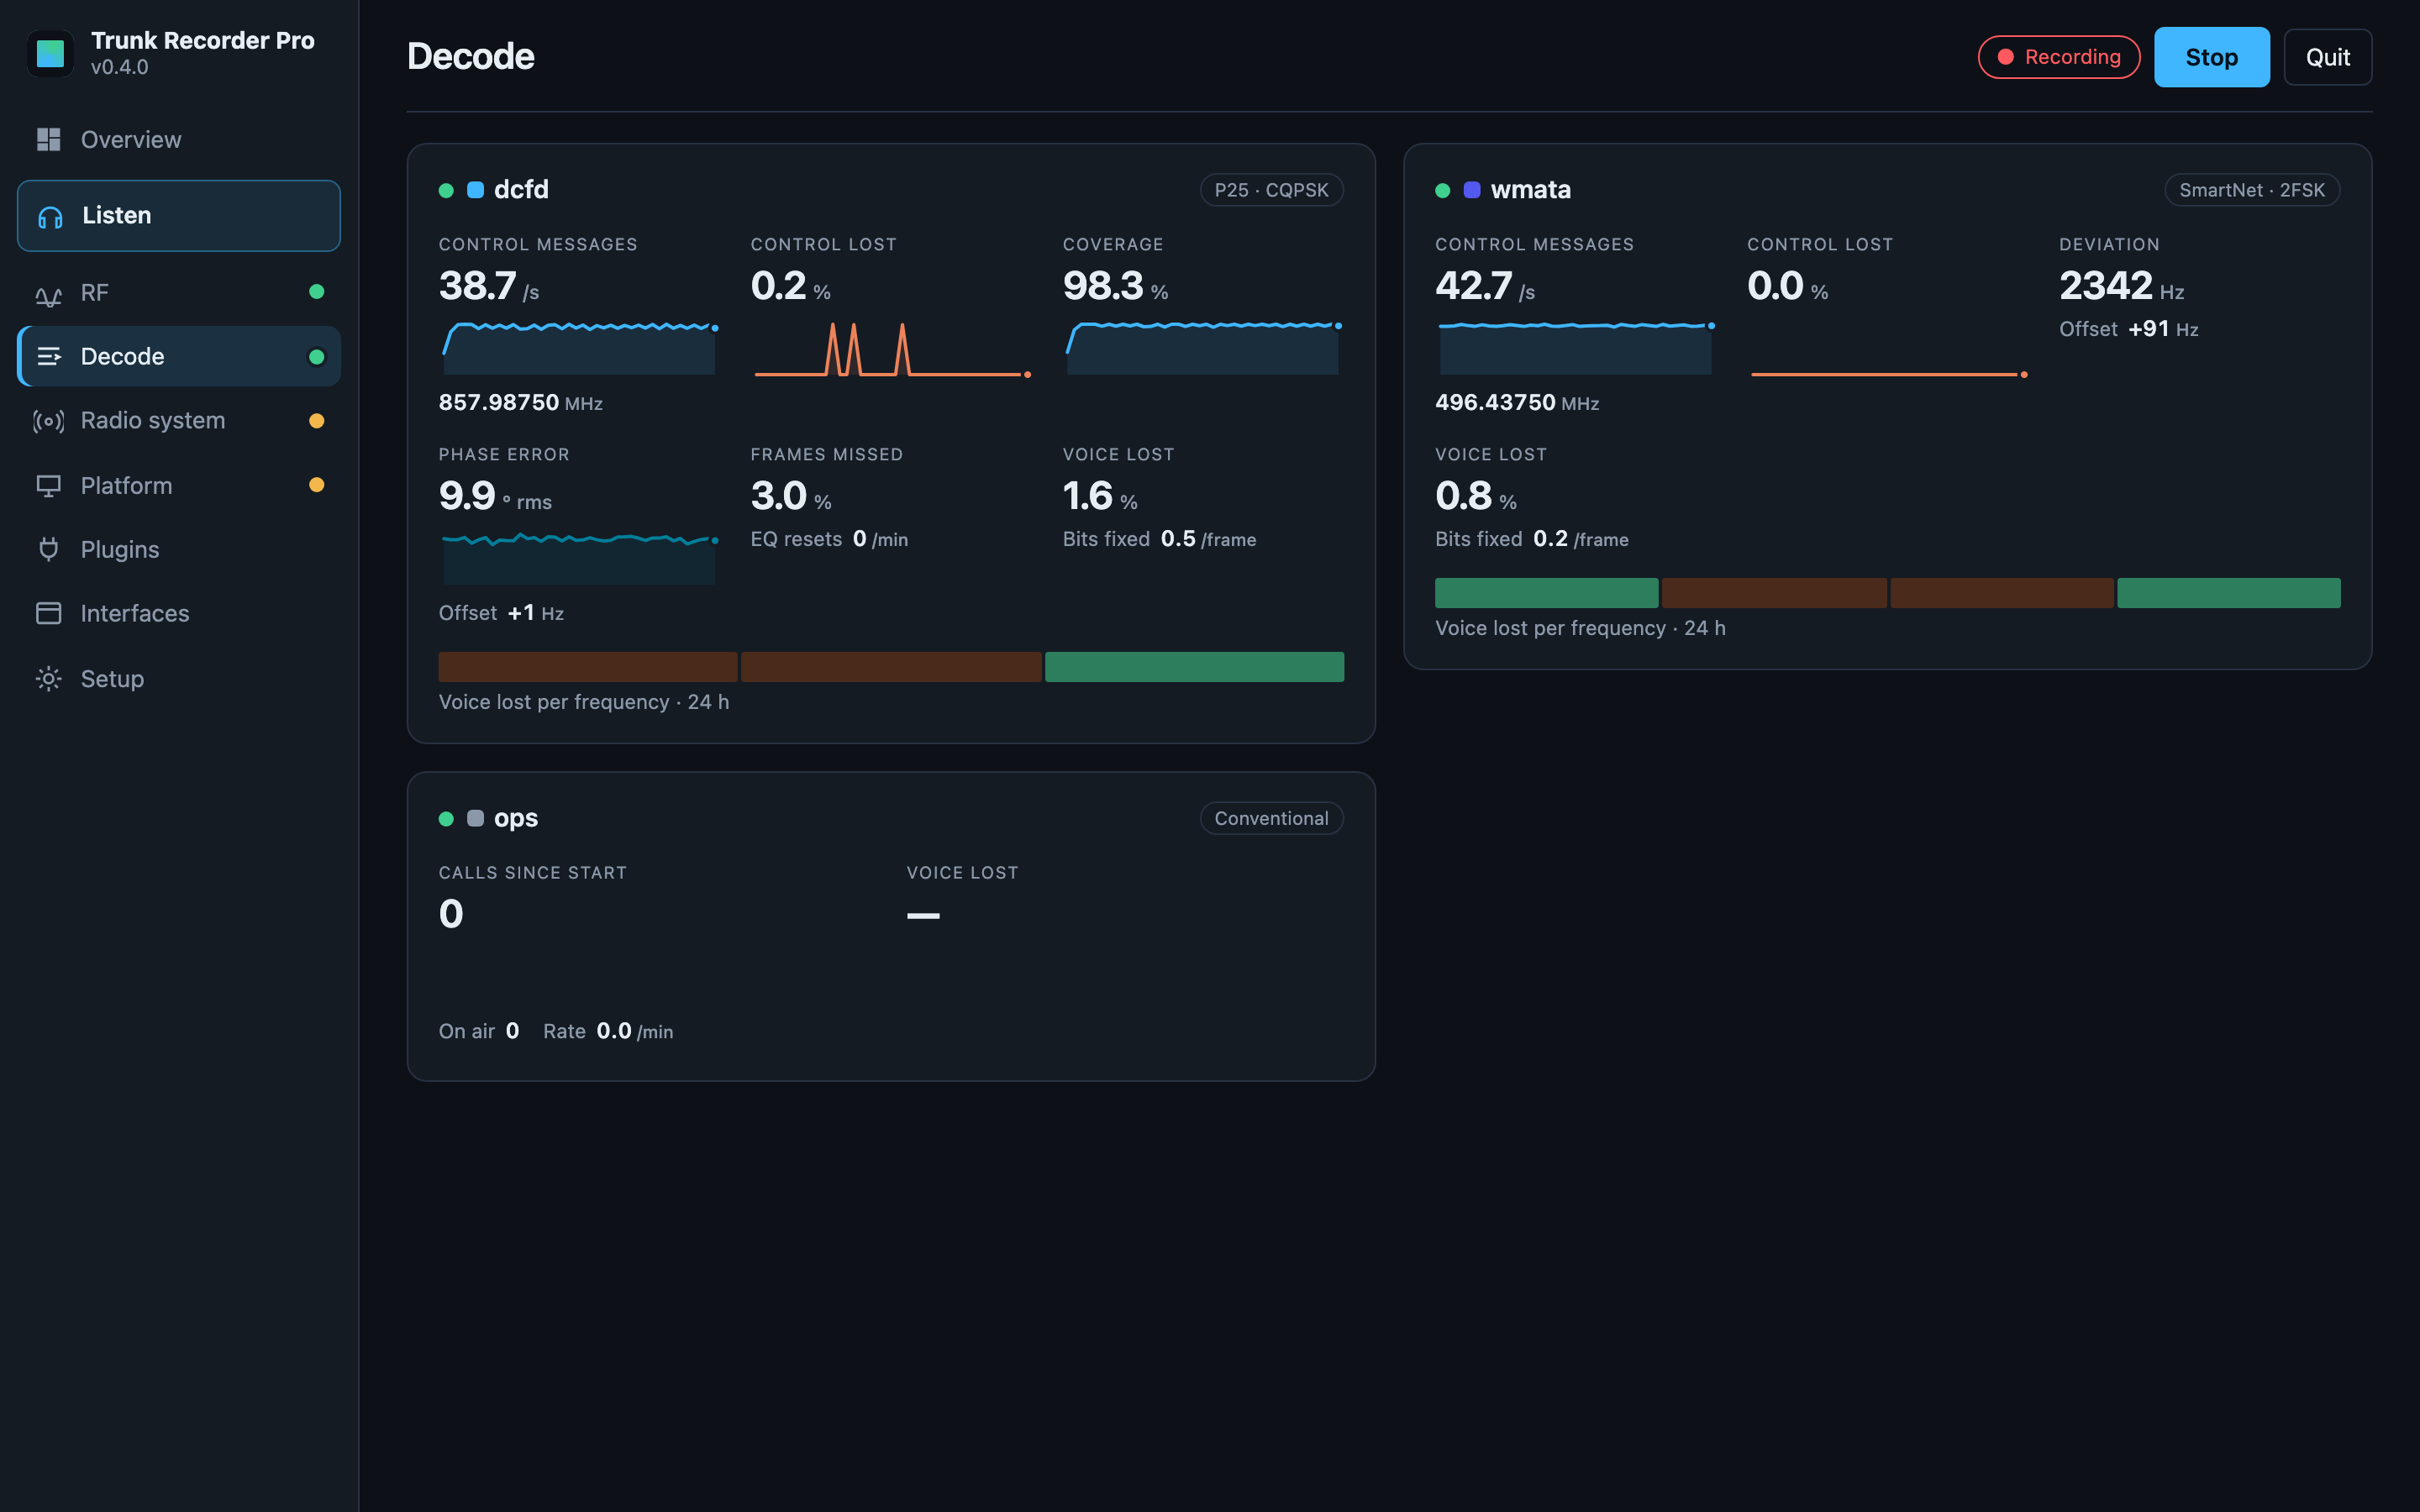 Trunk Recorder Pro
v0.4.0
Overview
Listen
RF
Decode
Radio system
Platform
Plugins
Interfaces
Setup
Decode
Recording
Stop
Quit
dcfd
P25 · CQPSK
CONTROL MESSAGES
38.7 /s
857.98750 MHz
CONTROL LOST
0.2 %
COVERAGE
98.3 %
PHASE ERROR
9.9 ° rms
Offset +1 Hz
FRAMES MISSED
3.0 %
EQ resets 0 /min
VOICE LOST
1.6 %
Bits fixed 0.5 /frame
Voice lost per frequency · 24 h
wmata
SmartNet · 2FSK
CONTROL MESSAGES
42.7 /s
496.43750 MHz
CONTROL LOST
0.0 %
DEVIATION
2342 Hz
Offset +91 Hz
VOICE LOST
0.8 %
Bits fixed 0.2 /frame
Voice lost per frequency · 24 h
ops
Conventional
CALLS SINCE START
0
VOICE LOST
—
On air 0 Rate 0.0 /min